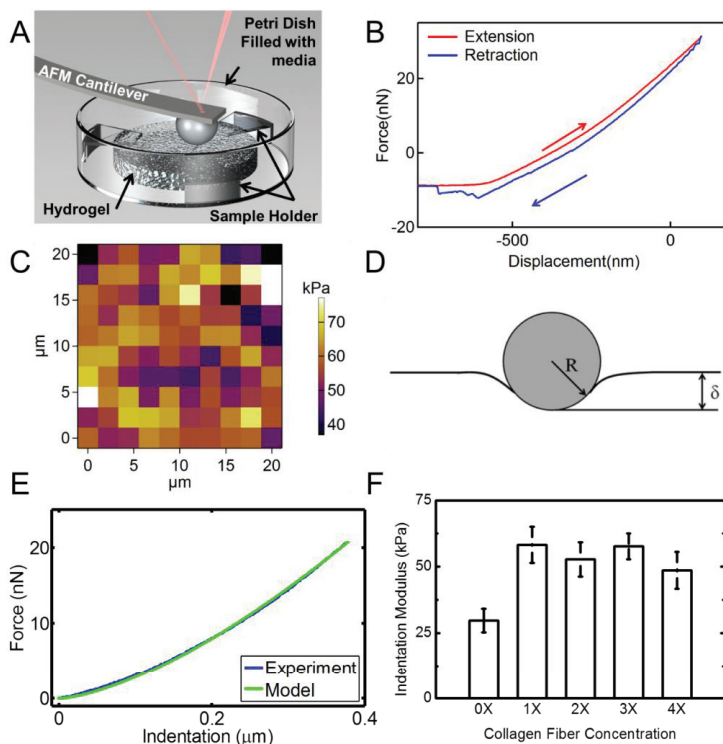 A
Petri Dish
Filled with
media
AFM Cantilever
Hydrogel
Sample Holder
B
Extension
Retraction
Force(nN)
20
0
-20
-500
0
Displacement(nm)
C
μm
20
15
10
5
0
0
5
10
15
20
μm
kPa
70
60
50
40
D
R
δ
E
Force (nN)
20
10
0
0
0.2
0.4
Indentation (μm)
Experiment
Model
F
Indentation Modulus (kPa)
75
50
25
0
0X
1X
2X
3X
4X
Collagen Fiber Concentration